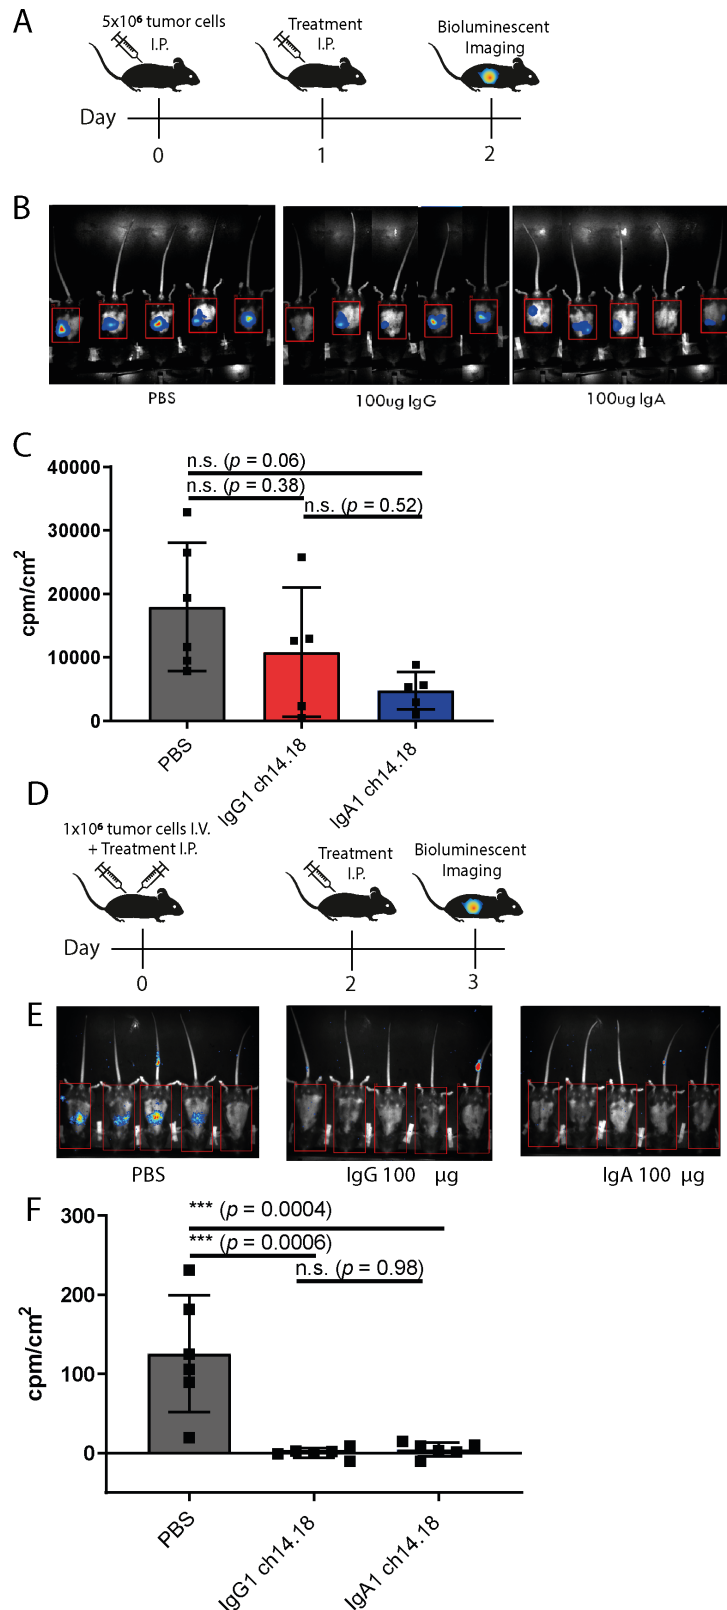 A
5x10⁶ tumor cells
I.P.
Treatment
I.P.
Bioluminescent
Imaging
Day
0
1
2
B
PBS
100ug IgG
100ug IgA
C
n.s. (p = 0.06)
n.s. (p = 0.38)
n.s. (p = 0.52)
40000
30000
20000
10000
0
cpm/cm²
PBS
IgG1 ch14.18
IgA1 ch14.18
D
1x10⁶ tumor cells I.V.
+ Treatment I.P.
Treatment
I.P.
Bioluminescent
Imaging
Day
0
2
3
E
PBS
IgG 100 µg
IgA 100 µg
F
*** (p = 0.0004)
*** (p = 0.0006)
n.s. (p = 0.98)
300
200
100
0
cpm/cm²
PBS
IgG1 ch14.18
IgA1 ch14.18